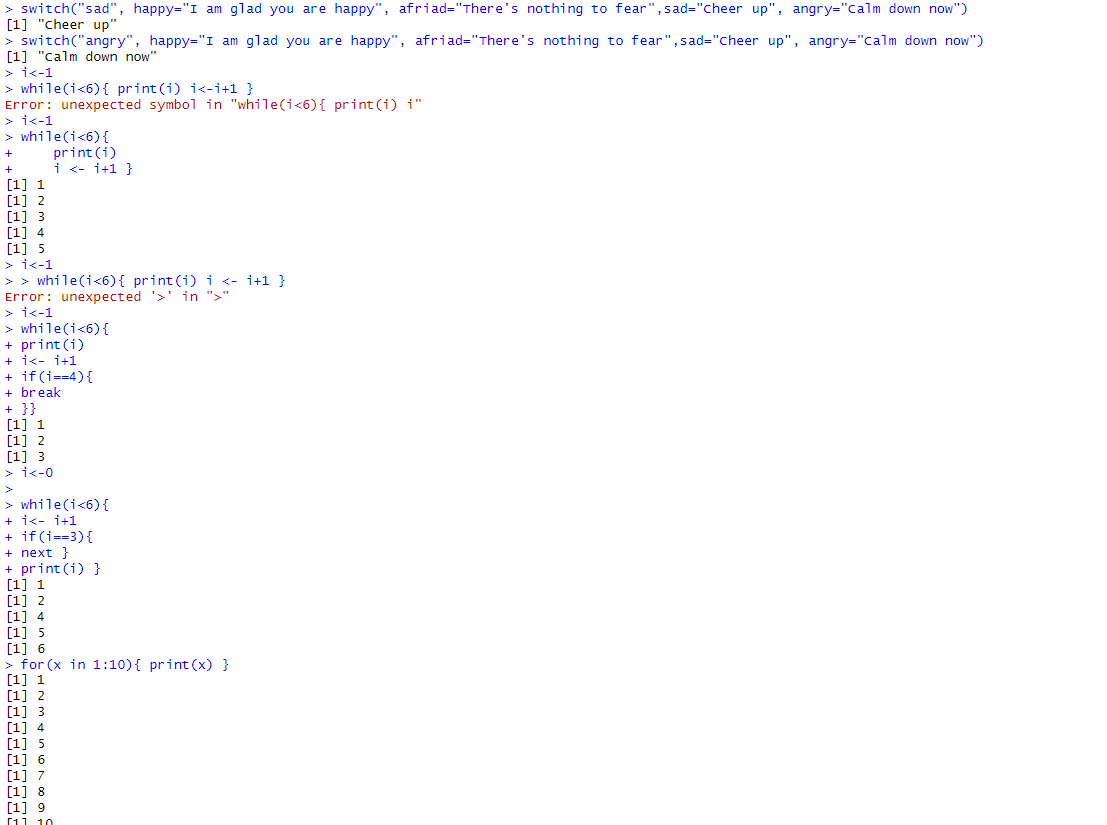 > switch("sad", happy="I am glad you are happy", afriad="There's nothing to fear",sad="Cheer up", angry="Calm down now")
[1] "Cheer up"
> switch("angry", happy="I am glad you are happy", afriad="There's nothing to fear",sad="Cheer up", angry="Calm down now")
[1] "Calm down now"
> i<-1
> while(i<6){ print(i) i<-i+1 }
Error: unexpected symbol in "while(i<6){ print(i) i"
> i<-1
> while(i<6){
+     print(i)
+     i <- i+1 }
[1] 1
[1] 2
[1] 3
[1] 4
[1] 5
> i<-1
> > while(i<6){ print(i) i <- i+1 }
Error: unexpected '>' in ">"
> i<-1
> while(i<6){
+ print(i)
+ i<- i+1
+ if(i==4){
+ break
+ }}
[1] 1
[1] 2
[1] 3
> i<-0
>
> while(i<6){
+ i<- i+1
+ if(i==3){
+ next }
+ print(i) }
[1] 1
[1] 2
[1] 4
[1] 5
[1] 6
> for(x in 1:10){ print(x) }
[1] 1
[1] 2
[1] 3
[1] 4
[1] 5
[1] 6
[1] 7
[1] 8
[1] 9
[1] 10